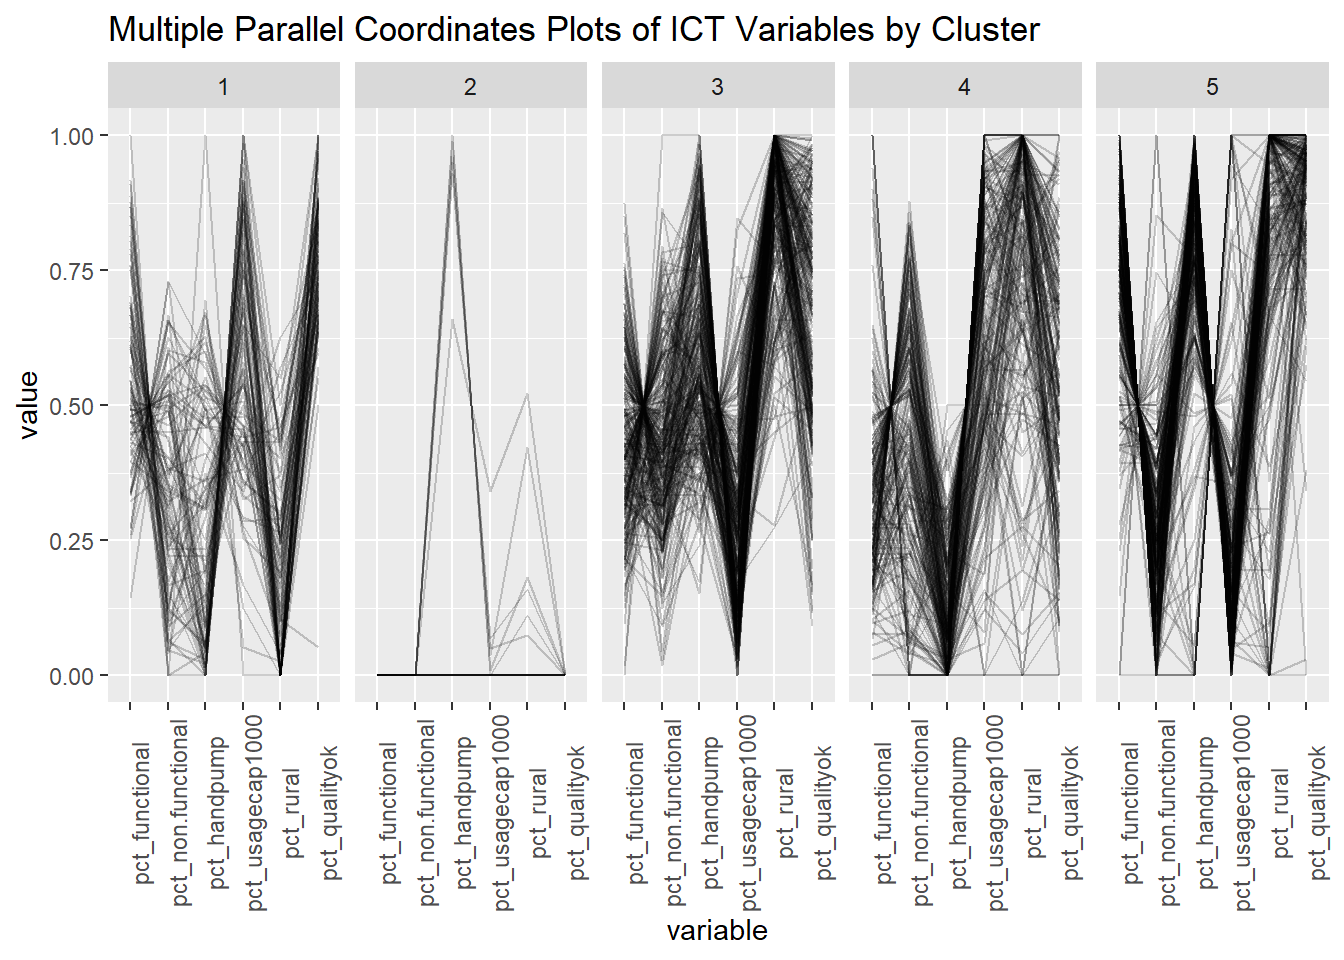 Multiple Parallel Coordinates Plots of ICT Variables by Cluster
1 2 3 4 5
1.00
0.75
0.50
0.25
0.00
value
pct_functional pct_non.functional pct_handpump pct_usagecap1000 pct_rural pct_qualityok pct_functional pct_non.functional pct_handpump pct_usagecap1000 pct_rural pct_qualityok pct_functional pct_non.functional pct_handpump pct_usagecap1000 pct_rural pct_qualityok pct_functional pct_non.functional pct_handpump pct_usagecap1000 pct_rural pct_qualityok pct_functional pct_non.functional pct_handpump pct_usagecap1000 pct_rural pct_qualityok
variable